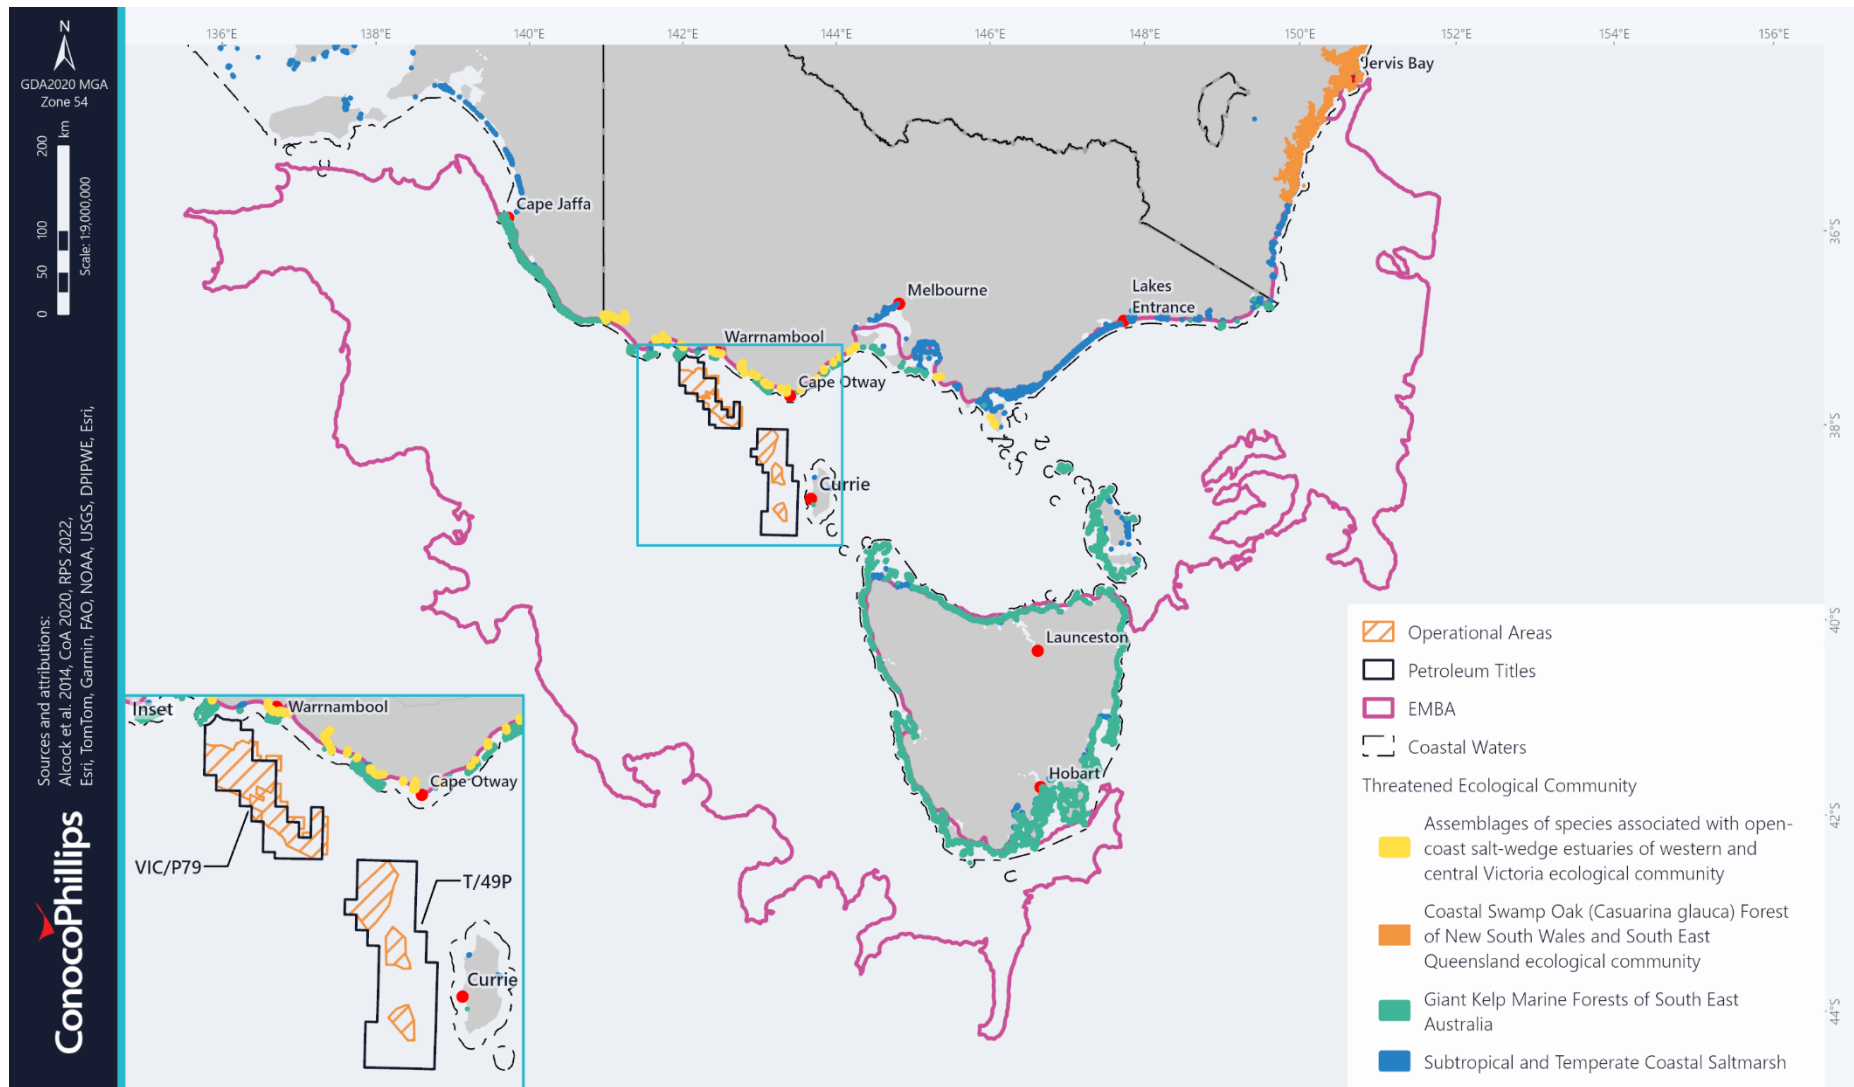 N
GDA2020 MGA
Zone 54
0 50 100 200 km
Scale: 1:9,000,000
Sources and attributions:
Alcock et al. 2014, CoA 2020, RPS 2022,
Esri, TomTom, Garmin, FAO, NOAA, USGS, DPIPWE, Esri,
ConocoPhillips
136°E 138°E 140°E 142°E 144°E 146°E 148°E 150°E 152°E 154°E 156°E
36°S
38°S
40°S
42°S
44°S
Jervis Bay
Cape Jaffa
Melbourne
Lakes
Entrance
Warrnambool
Cape Otway
Currie
Launceston
Hobart
Inset
Warrnambool
Cape Otway
VIC/P79
T/49P
Currie
Operational Areas
Petroleum Titles
EMBA
Coastal Waters
Threatened Ecological Community
Assemblages of species associated with open-
coast salt-wedge estuaries of western and
central Victoria ecological community
Coastal Swamp Oak (Casuarina glauca) Forest
of New South Wales and South East
Queensland ecological community
Giant Kelp Marine Forests of South East
Australia
Subtropical and Temperate Coastal Saltmarsh